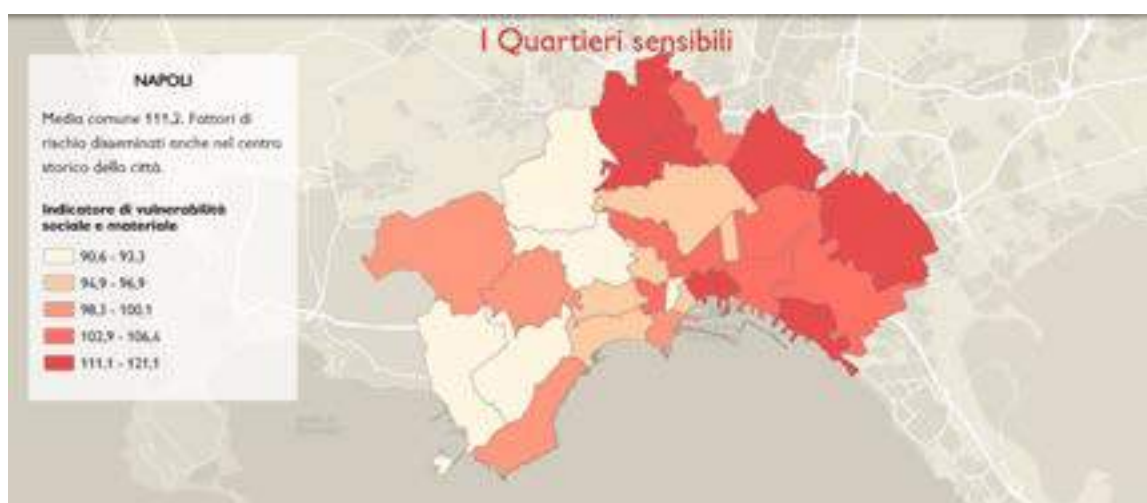 I Quartieri sensibili
NAPOLI
Media comune 111,2. Fattori di
rischio disseminati anche nel centro
storico della città.
Indicatore di vulnerabilità
sociale e materiale
90,6 - 93,3
94,9 - 96,9
98,3 - 100,1
102,9 - 106,4
111,1 - 121,1